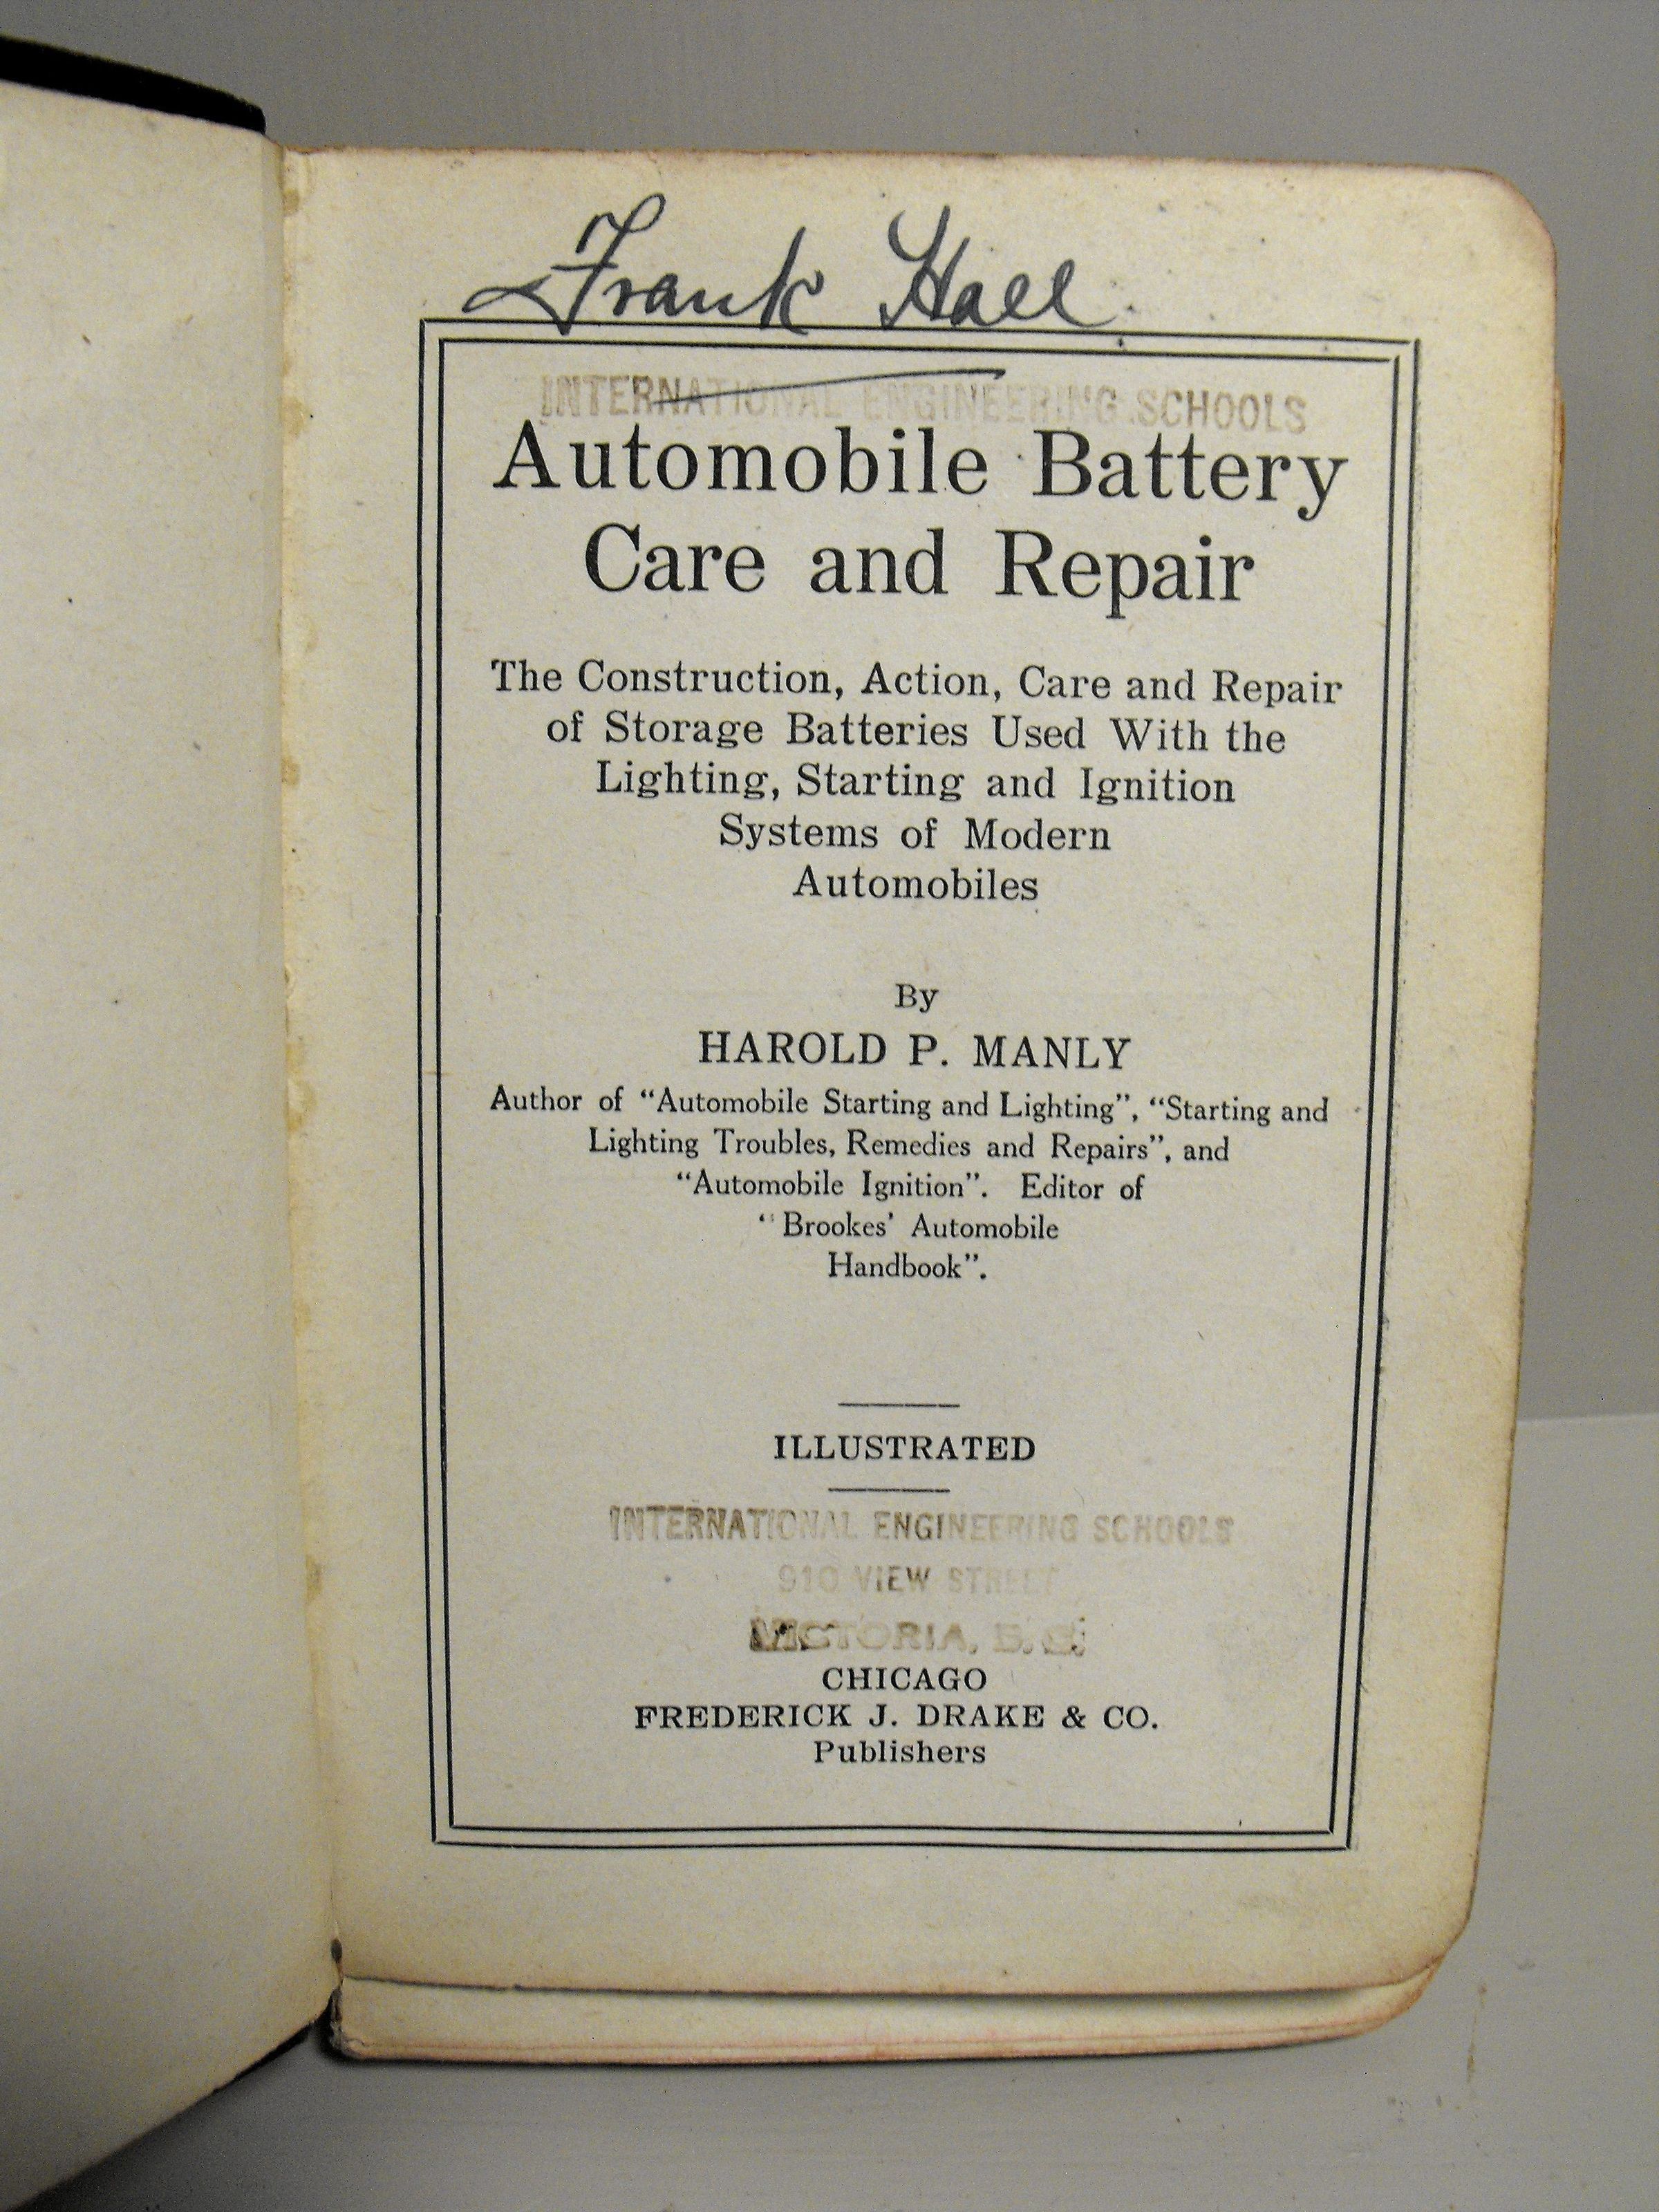 Frank Hall
INTERNATIONAL ENGINEERING SCHOOLS
Automobile Battery
Care and Repair
The Construction, Action, Care and Repair
of Storage Batteries Used With the
Lighting, Starting and Ignition
Systems of Modern
Automobiles
By
HAROLD P. MANLY
Author of “Automobile Starting and Lighting”, “Starting and
Lighting Troubles, Remedies and Repairs”, and
“Automobile Ignition”. Editor of
“Brookes’ Automobile
Handbook”.
ILLUSTRATED
INTERNATIONAL ENGINEERING SCHOOLS
910 VIEW STREET
VICTORIA, B. C.
CHICAGO
FREDERICK J. DRAKE & CO.
Publishers